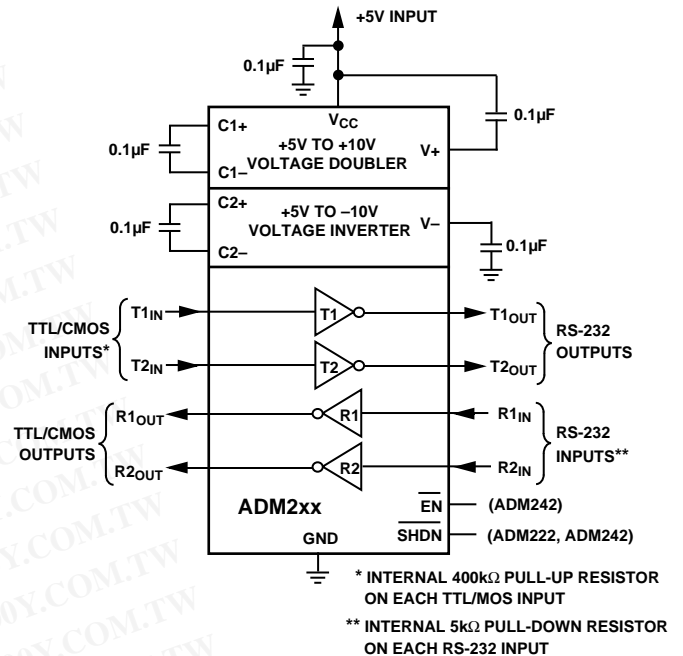 +5V INPUT
0.1µF
0.1µF
VCC
C1+
+5V TO +10V
VOLTAGE DOUBLER
V+
0.1µF
C1–
C2+
+5V TO –10V
VOLTAGE INVERTER
V–
0.1µF
C2–
0.1µF
TTL/CMOS
INPUTS*
T1IN
T1
T1OUT
T2IN
T2
T2OUT
RS-232
OUTPUTS
TTL/CMOS
OUTPUTS
R1OUT
R1
R1IN
R2OUT
R2
R2IN
RS-232
INPUTS**
ADM2xx
EN
(ADM242)
GND
SHDN
(ADM222, ADM242)
* INTERNAL 400kΩ PULL-UP RESISTOR
ON EACH TTL/MOS INPUT
** INTERNAL 5kΩ PULL-DOWN RESISTOR
ON EACH RS-232 INPUT